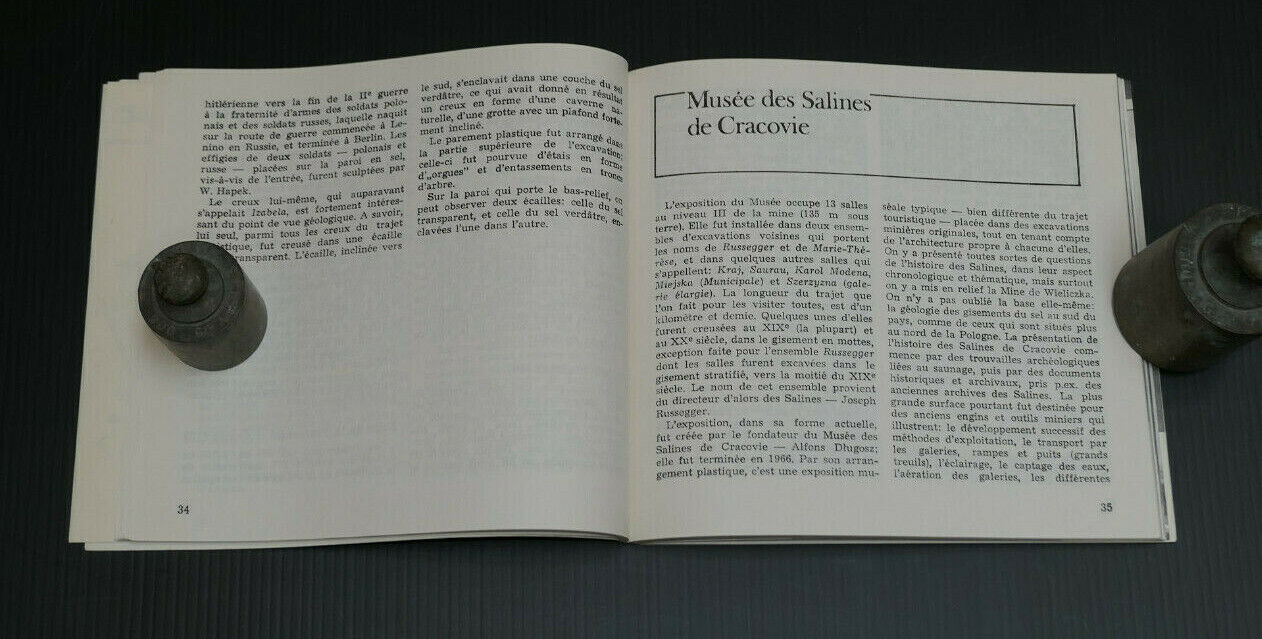 hitlérienne vers la fin de la IIe guerre
à la fraternité d'armes des soldats polo-
nais et des soldats russes, laquelle naquit
sur la route de guerre commencée à Le-
nino en Russie, et terminée à Berlin. Les
effigies de deux soldats — polonais et
russe — placées sur la paroi en sel,
vis-à-vis de l'entrée, furent sculptées par
W. Hapek.
Le creux lui-même, qui auparavant
s'appelait Izabela, est fortement intéres-
sant du point de vue géologique. A savoir,
lui seul, parmi tous les creux du trajet
fut creusé dans une écaille
transparent. L'écaille, inclinée vers
le sud, s'enclavait dans une couche du sel
verdâtre, ce qui avait donné en résultat
un creux en forme d'une caverne na-
turelle, d'une grotte avec un plafond forte-
ment incliné.
Le parement plastique fut arrangé dans
la partie supérieure de l'excavation:
celle-ci fut pourvue d'étais en forme
d'„orgues" et d'entassements en troncs
d'arbre.
Sur la paroi qui porte le bas-relief, on
peut observer deux écailles: celle du sel
transparent, et celle du sel verdâtre, en-
clavées l'une dans l'autre.
34
Musée des Salines
de Cracovie
L'exposition du Musée occupe 13 salles
au niveau III de la mine (135 m sous
terre). Elle fut installée dans deux ensem-
bles d'excavations voisines qui portent
les noms de Russegger et de Marie-Thé-
rèse, et dans quelques autres salles qui
s'appellent: Kraj, Saurau, Karol Modena,
Miejska (Municipale) et Szerzyzna (gale-
rie élargie). La longueur du trajet que
l'on fait pour les visiter toutes, est d'un
kilomètre et demie. Quelques unes d'elles
furent creusées au XIXe (la plupart) et
au XXe siècle, dans le gisement en mottes,
exception faite pour l'ensemble Russegger
dont les salles furent excavées dans le
gisement stratifié, vers la moitié du XIXe
siècle. Le nom de cet ensemble provient
du directeur d'alors des Salines — Joseph
Russegger.
L'exposition, dans sa forme actuelle,
fut créée par le fondateur du Musée des
Salines de Cracovie — Alfons Długosz;
elle fut terminée en 1966. Par son arran-
gement plastique, c'est une exposition mu-
séale typique — bien différente du trajet
touristique — placée dans des excavations
minières originales, tout en tenant compte
de l'architecture propre à chacune d'elles.
On y a présenté toutes sortes de questions
de l'histoire des Salines, dans leur aspect
chronologique et thématique, mais surtout
on y a mis en relief la Mine de Wieliczka.
On n'y a pas oublié la base elle-même:
la géologie des gisements du sel au sud du
pays, comme de ceux qui sont situés plus
au nord de la Pologne. La présentation de
l'histoire des Salines de Cracovie com-
mence par des trouvailles archéologiques
liées au saunage, puis par des documents
historiques et archivaux, pris p.ex. des
anciennes archives des Salines. La plus
grande surface pourtant fut destinée pour
des anciens engins et outils miniers qui
illustrent: le développement successif des
méthodes d'exploitation, le transport par
les galeries, rampes et puits (grands
treuils), l'éclairage, le captage des eaux,
l'aération des galeries, les différentes
35